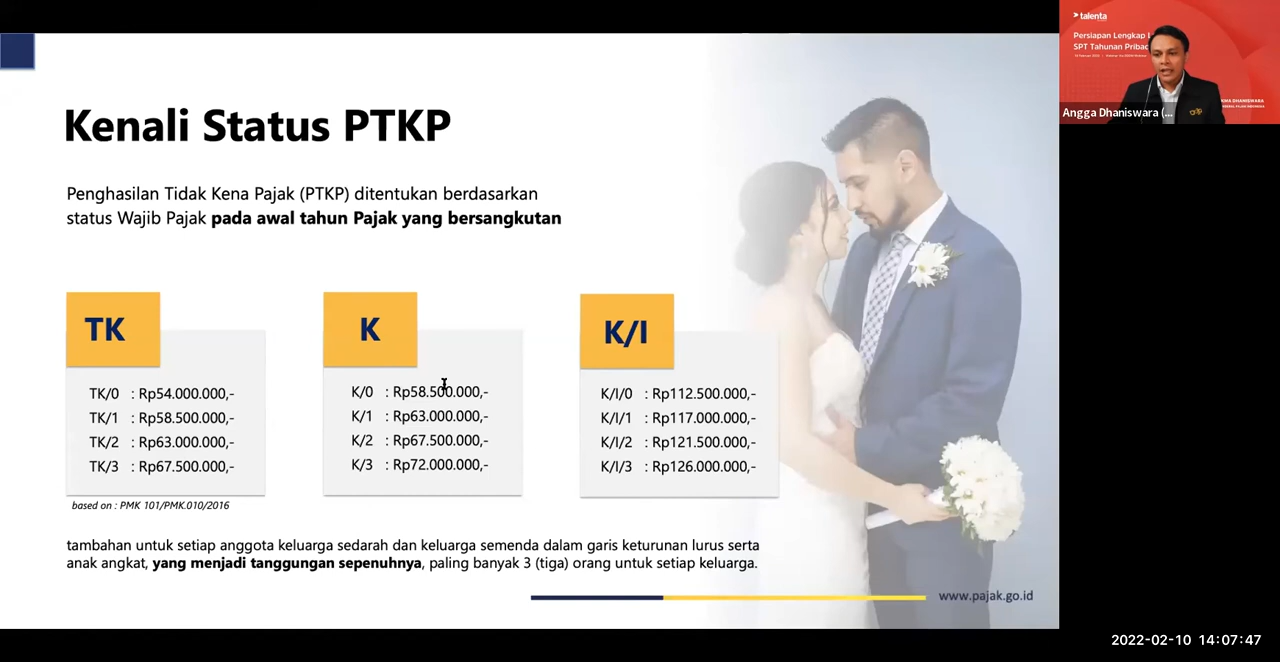 Kenali Status PTKP
Penghasilan Tidak Kena Pajak (PTKP) ditentukan berdasarkan
status Wajib Pajak pada awal tahun Pajak yang bersangkutan
TK
TK/0 : Rp54.000.000,-
TK/1 : Rp58.500.000,-
TK/2 : Rp63.000.000,-
TK/3 : Rp67.500.000,-
based on : PMK 101/PMK.010/2016
K
K/0 : Rp58.500.000,-
K/1 : Rp63.000.000,-
K/2 : Rp67.500.000,-
K/3 : Rp72.000.000,-
K/I
K/I/0 : Rp112.500.000,-
K/I/1 : Rp117.000.000,-
K/I/2 : Rp121.500.000,-
K/I/3 : Rp126.000.000,-
tambahan untuk setiap anggota keluarga sedarah dan keluarga semenda dalam garis keturunan lurus serta
anak angkat, yang menjadi tanggungan sepenuhnya, paling banyak 3 (tiga) orang untuk setiap keluarga.
www.pajak.go.id
talenta
Persiapan Lengkap
SPT Tahunan Pribad
DHANISWARA
Angga Dhaniswara (...
2022-02-10 14:07:47